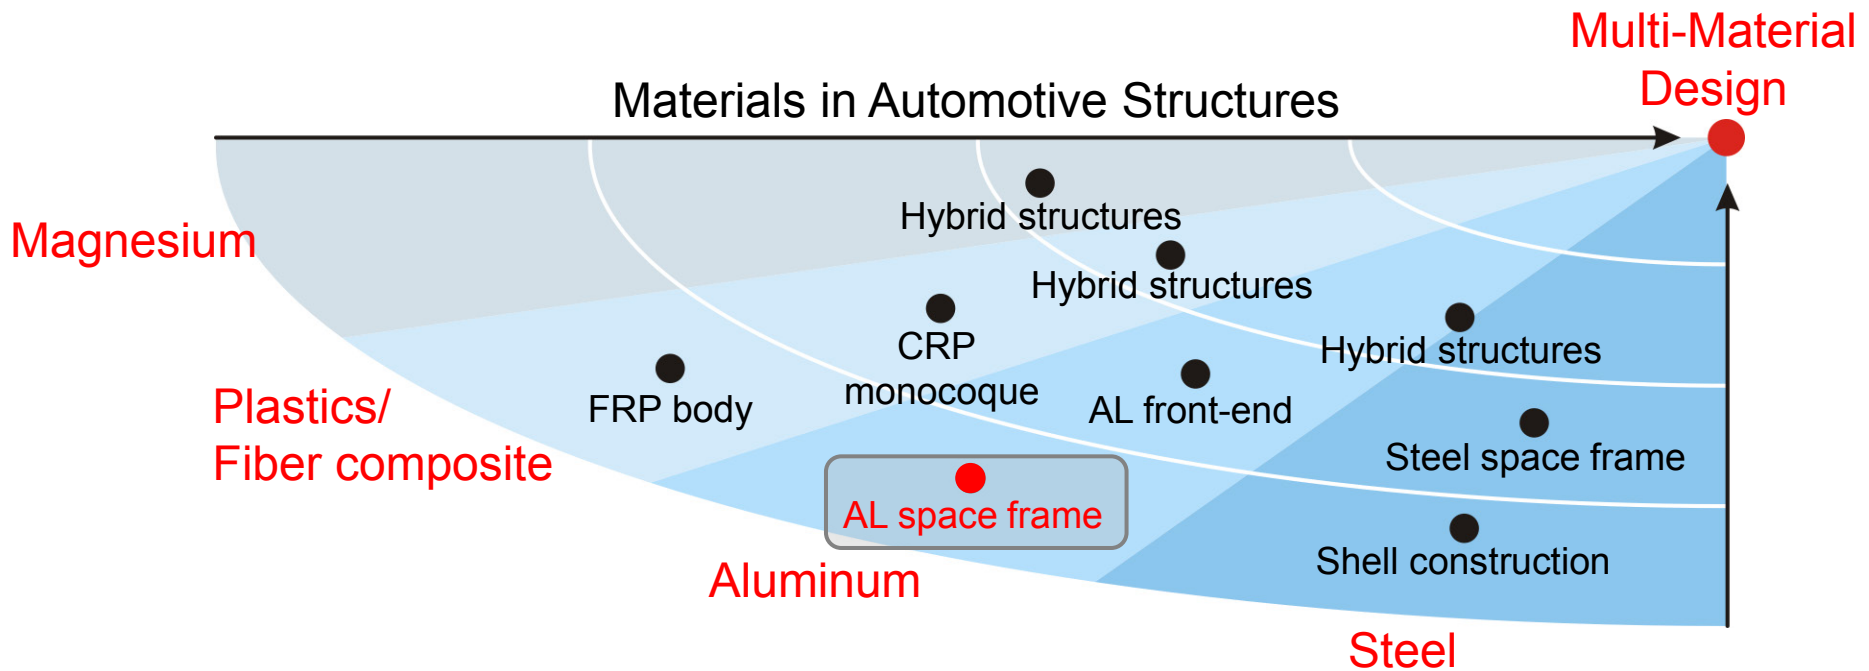 Multi-Material
Design
Materials in Automotive Structures
Hybrid structures
Magnesium
Hybrid structures
CRP
monocoque
Hybrid structures
FRP body
AL front-end
Plastics/
Fiber composite
Steel space frame
AL space frame
Shell construction
Aluminum
Steel